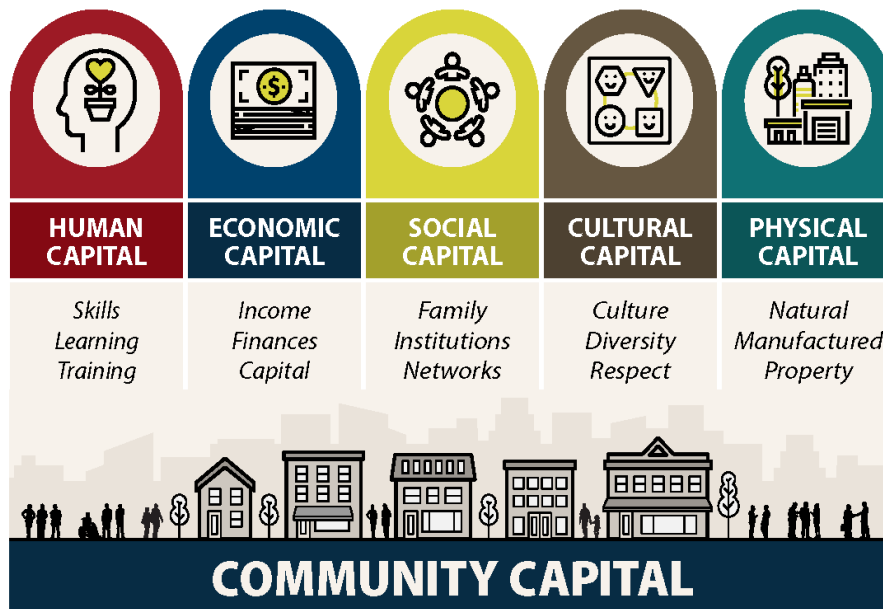 $
HUMAN
CAPITAL
Skills
Learning
Training
ECONOMIC
CAPITAL
Income
Finances
Capital
SOCIAL
CAPITAL
Family
Institutions
Networks
CULTURAL
CAPITAL
Culture
Diversity
Respect
PHYSICAL
CAPITAL
Natural
Manufactured
Property
COMMUNITY CAPITAL